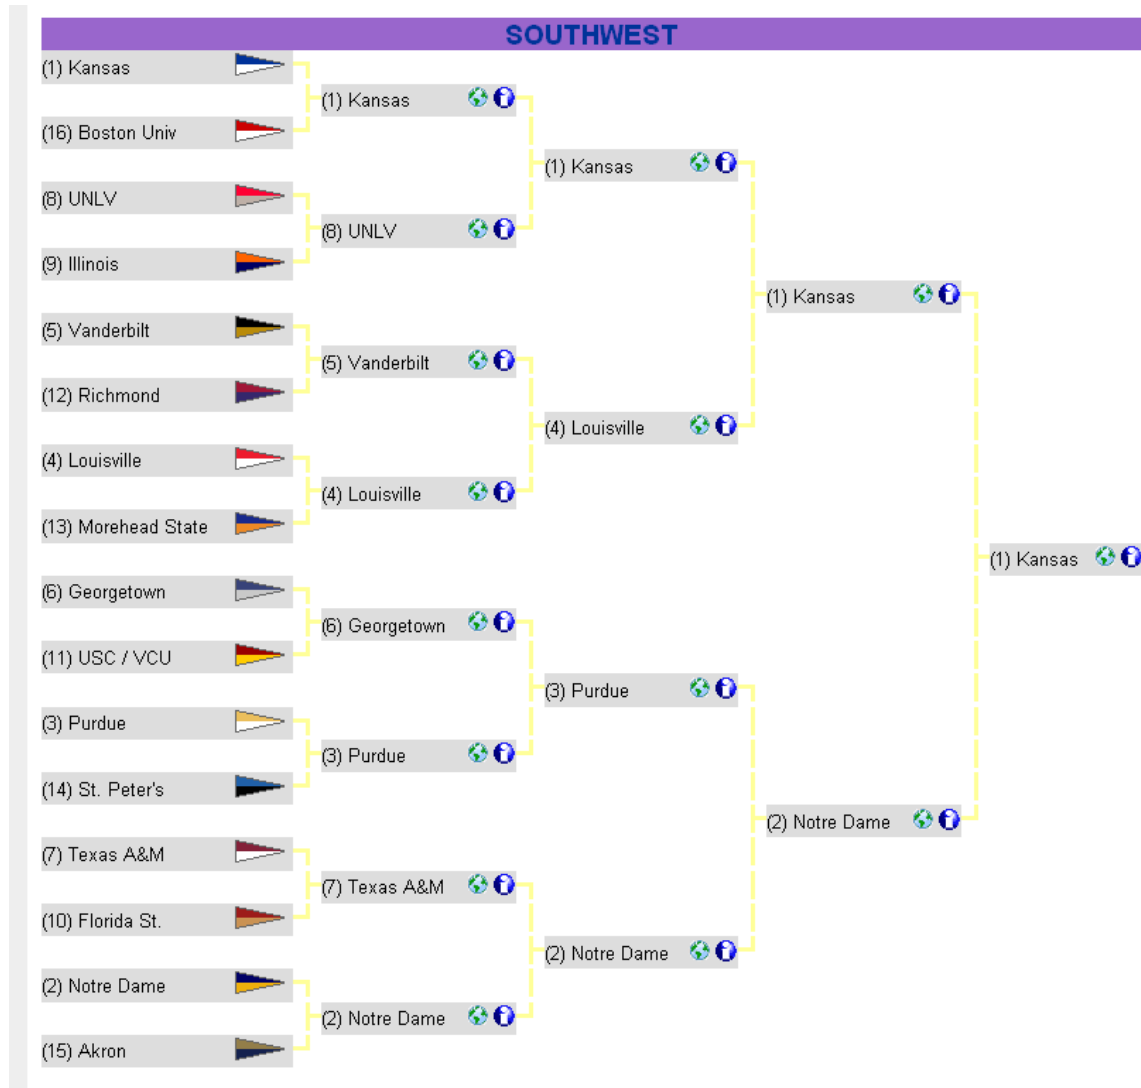 SOUTHWEST
(1) Kansas
(16) Boston Univ
(8) UNLV
(9) Illinois
(5) Vanderbilt
(12) Richmond
(4) Louisville
(13) Morehead State
(6) Georgetown
(11) USC / VCU
(3) Purdue
(14) St. Peter's
(7) Texas A&M
(10) Florida St.
(2) Notre Dame
(15) Akron
(1) Kansas
(8) UNLV
(5) Vanderbilt
(4) Louisville
(6) Georgetown
(3) Purdue
(7) Texas A&M
(2) Notre Dame
(1) Kansas
(4) Louisville
(3) Purdue
(2) Notre Dame
(1) Kansas
(2) Notre Dame
(1) Kansas